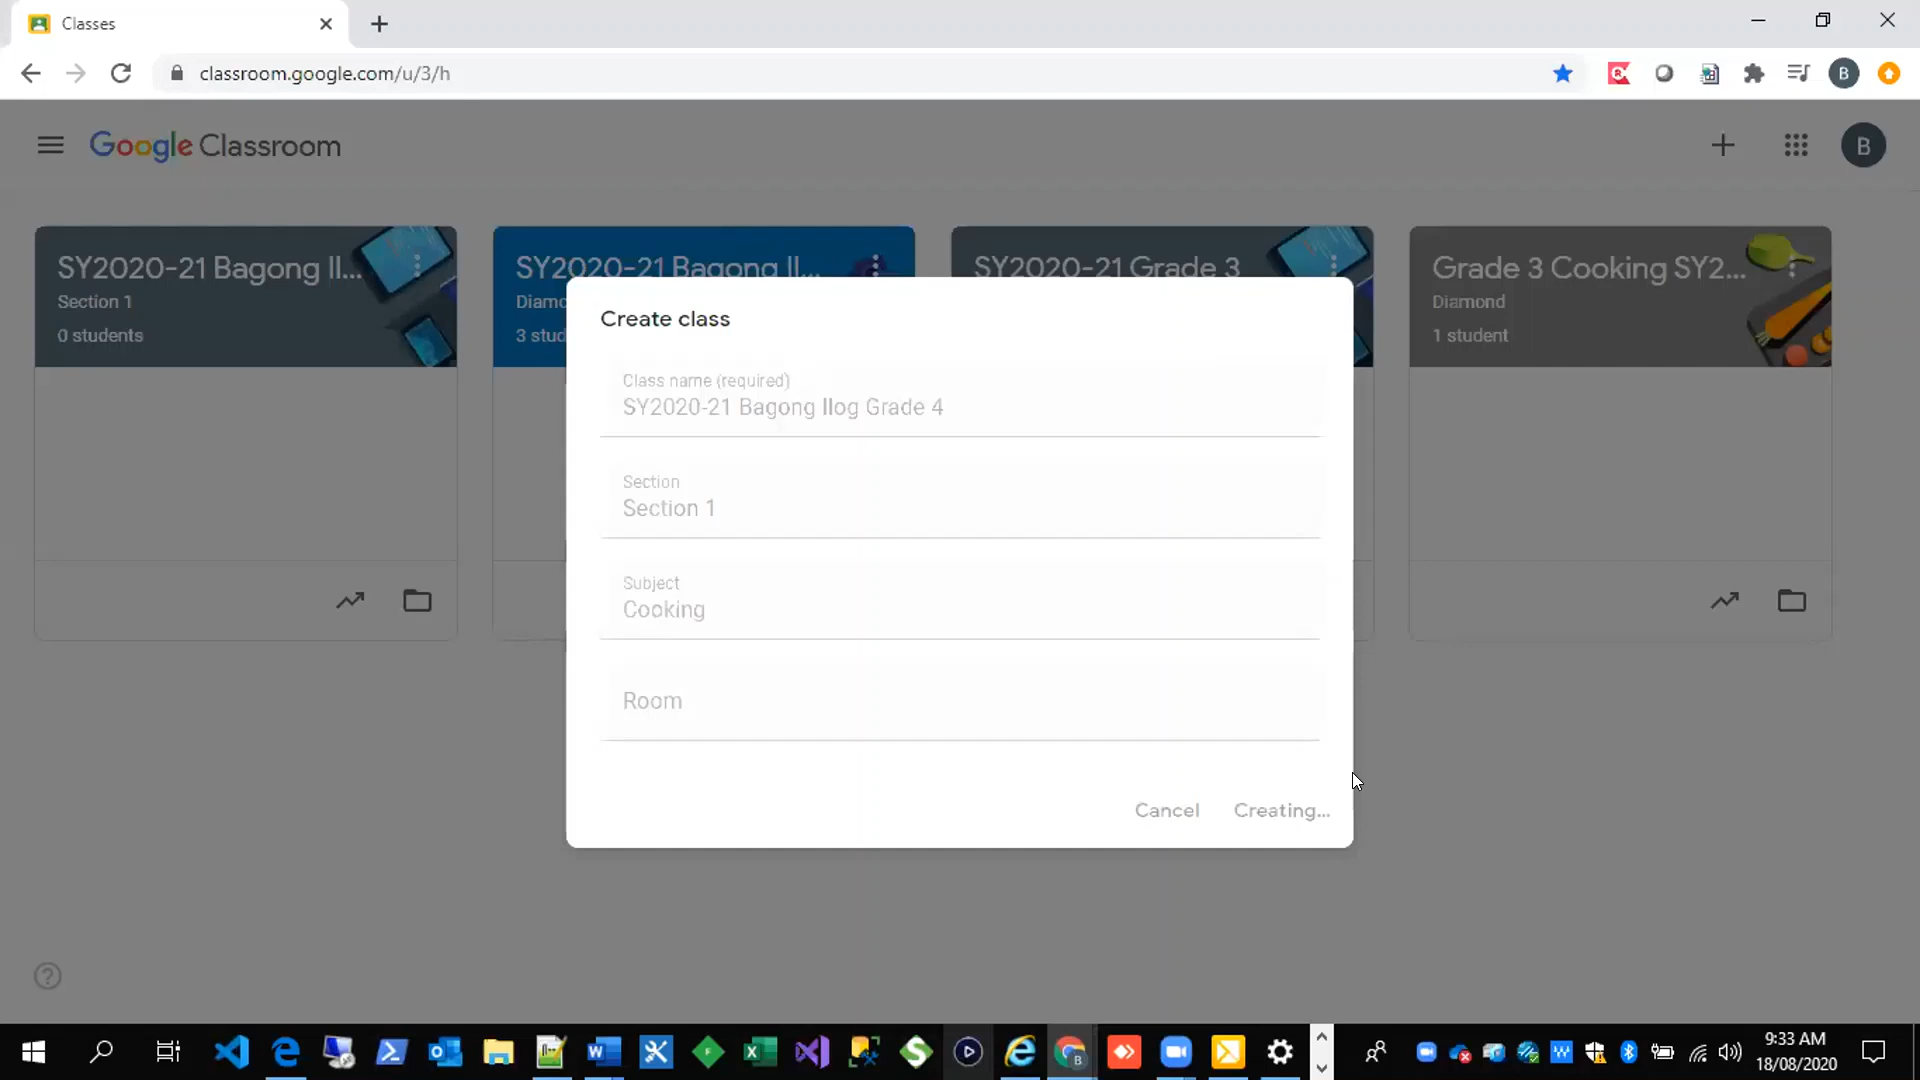 Classes
classroom.google.com/u/3/h
B
Google Classroom
B
SY2020-21 Bagong Il...
Section 1
0 students
SY2020-21 Bagong Il...
Diamo
3 stud
SY2020-21 Grade 3
Grade 3 Cooking SY2...
Diamond
1 student
Create class
Class name (required)
SY2020-21 Bagong Ilog Grade 4
Section
Section 1
Subject
Cooking
Room
Cancel
Creating...
9:33 AM
18/08/2020